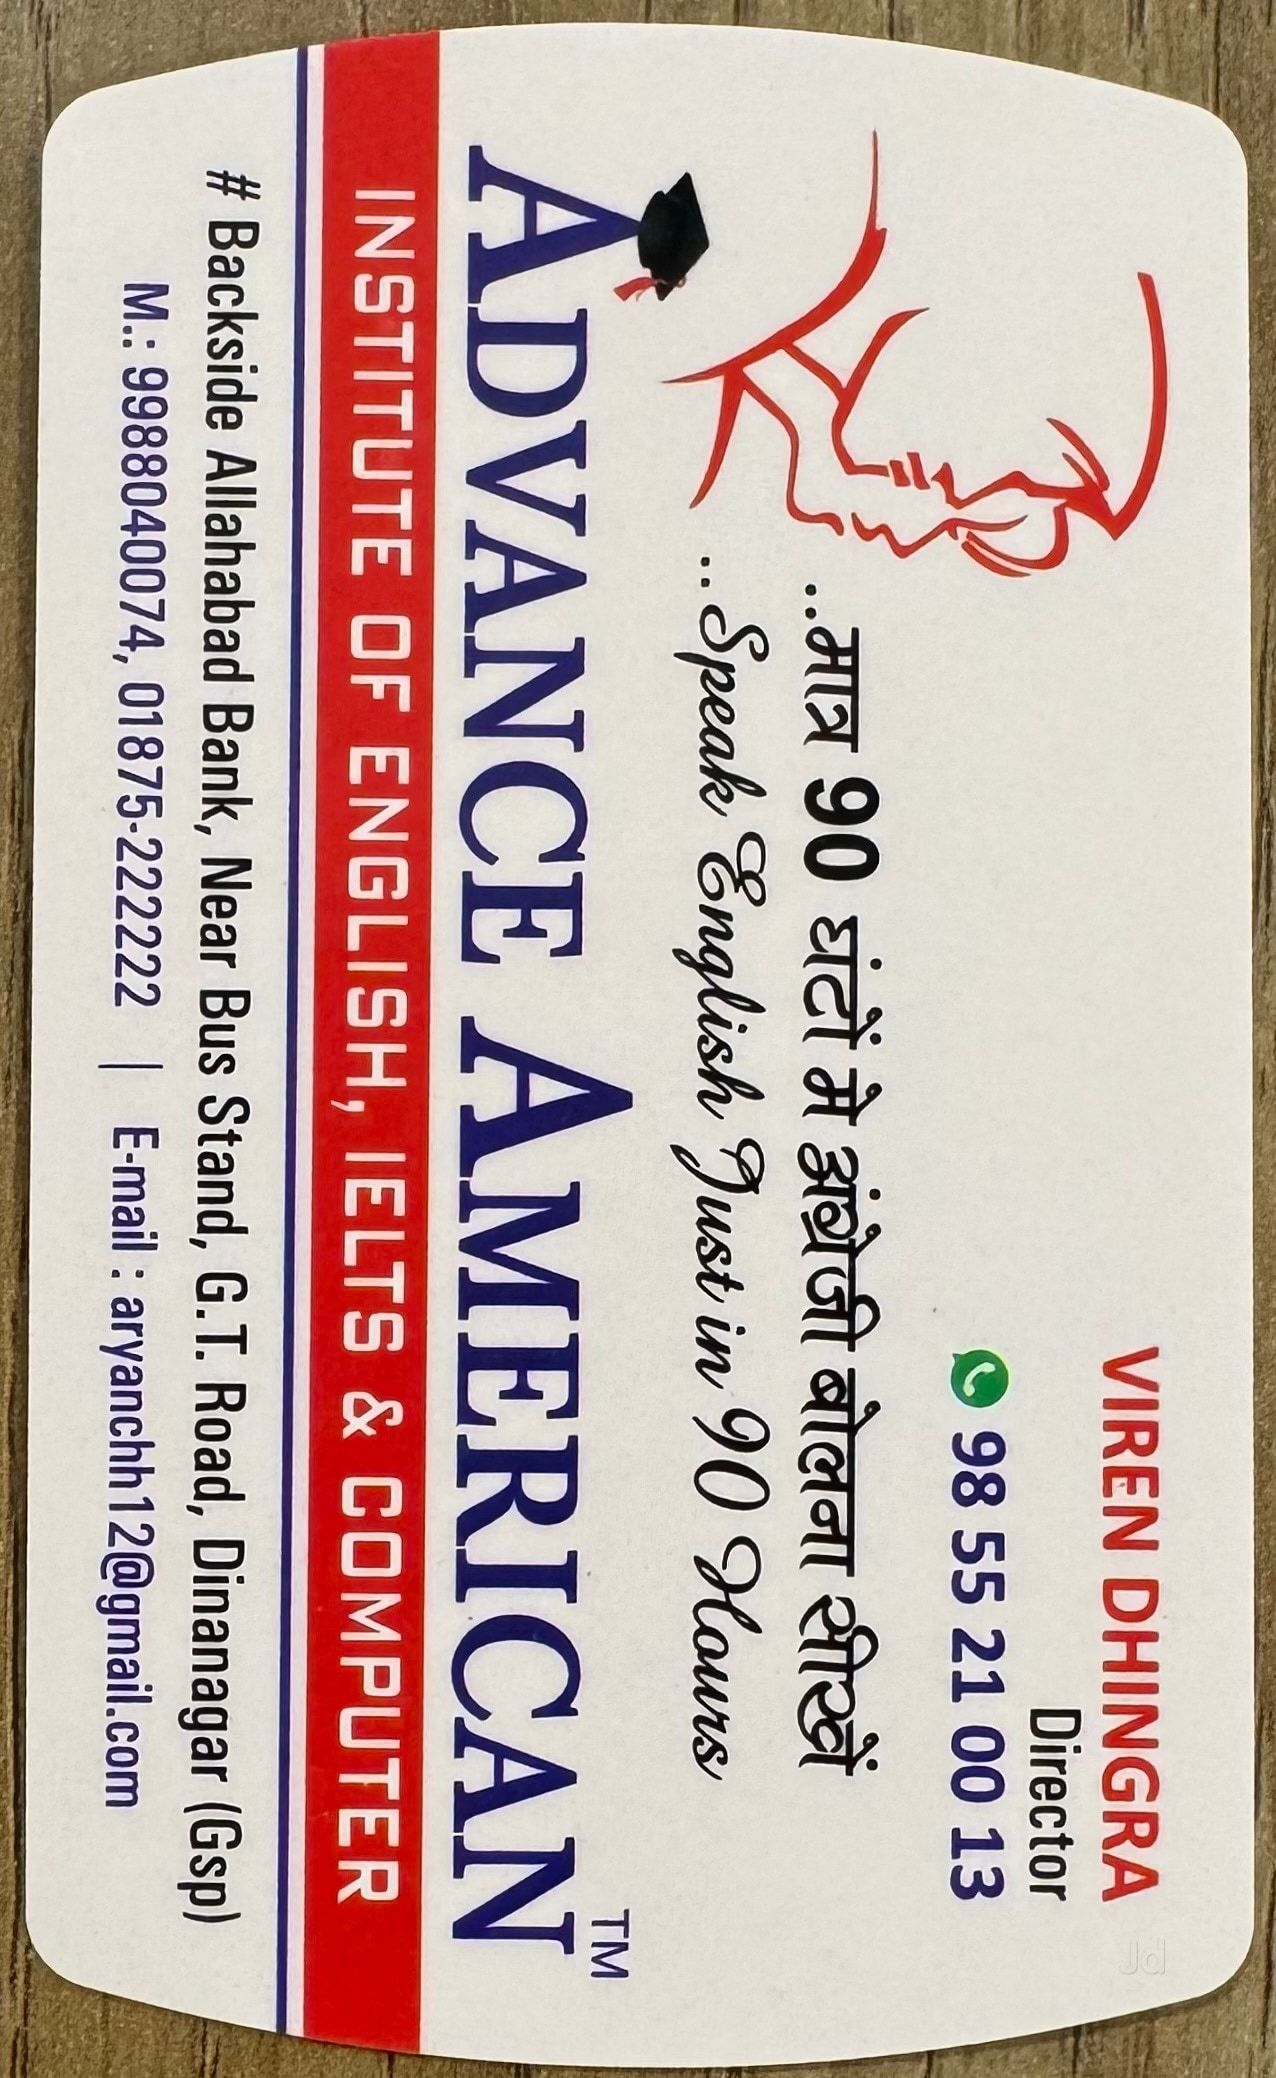 VIREN DHINGRA
Director
98 55 21 00 13
..मात्र 90 घंटों मे अंग्रेजी बोलना सीखें
..Speak English Just in 90 Hours
ADVANCE AMERICAN™
INSTITUTE OF ENGLISH, IELTS & COMPUTER
# Backside Allahabad Bank, Near Bus Stand, G.T. Road, Dinanagar (Gsp)
M.: 9988040074, 01875-222222 | E-mail : aryanchh12@gmail.com
Jd